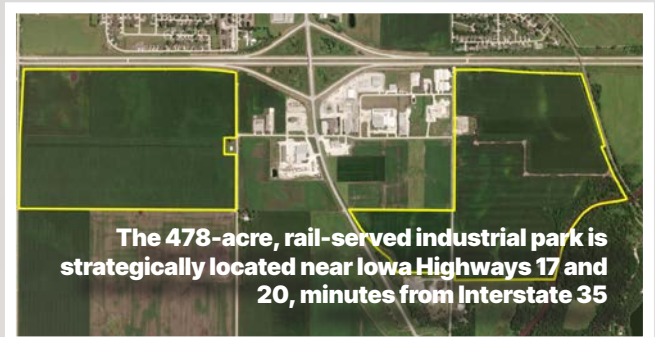 The 478-acre, rail-served industrial park is
strategically located near Iowa Highways 17 and
20, minutes from Interstate 35